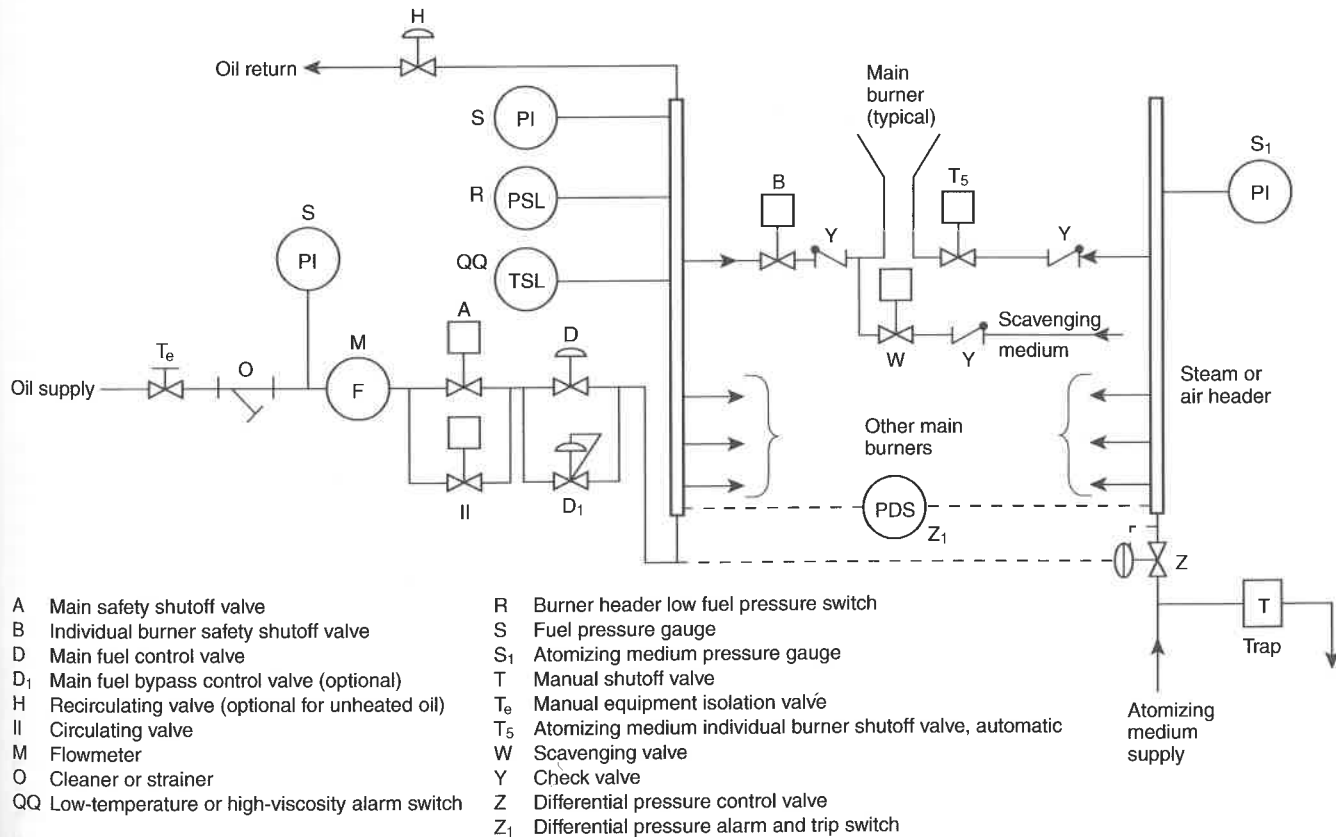 H
Oil return
Main
burner
(typical)
S
PI
S1
PI
R
PSL
B
T5
S
PI
Y
Y
QQ
TSL
A
D
Scavenging
medium
W
Y
Te
O
M
F
Oil supply
Steam or
air header
Other main
burners
II
D1
PDS
Z1
Z
T
Trap
Atomizing
medium
supply
A Main safety shutoff valve
B Individual burner safety shutoff valve
D Main fuel control valve
D1 Main fuel bypass control valve (optional)
H Recirculating valve (optional for unheated oil)
II Circulating valve
M Flowmeter
O Cleaner or strainer
QQ Low-temperature or high-viscosity alarm switch
R Burner header low fuel pressure switch
S Fuel pressure gauge
S1 Atomizing medium pressure gauge
T Manual shutoff valve
Te Manual equipment isolation valve
T5 Atomizing medium individual burner shutoff valve, automatic
W Scavenging valve
Y Check valve
Z Differential pressure control valve
Z1 Differential pressure alarm and trip switch